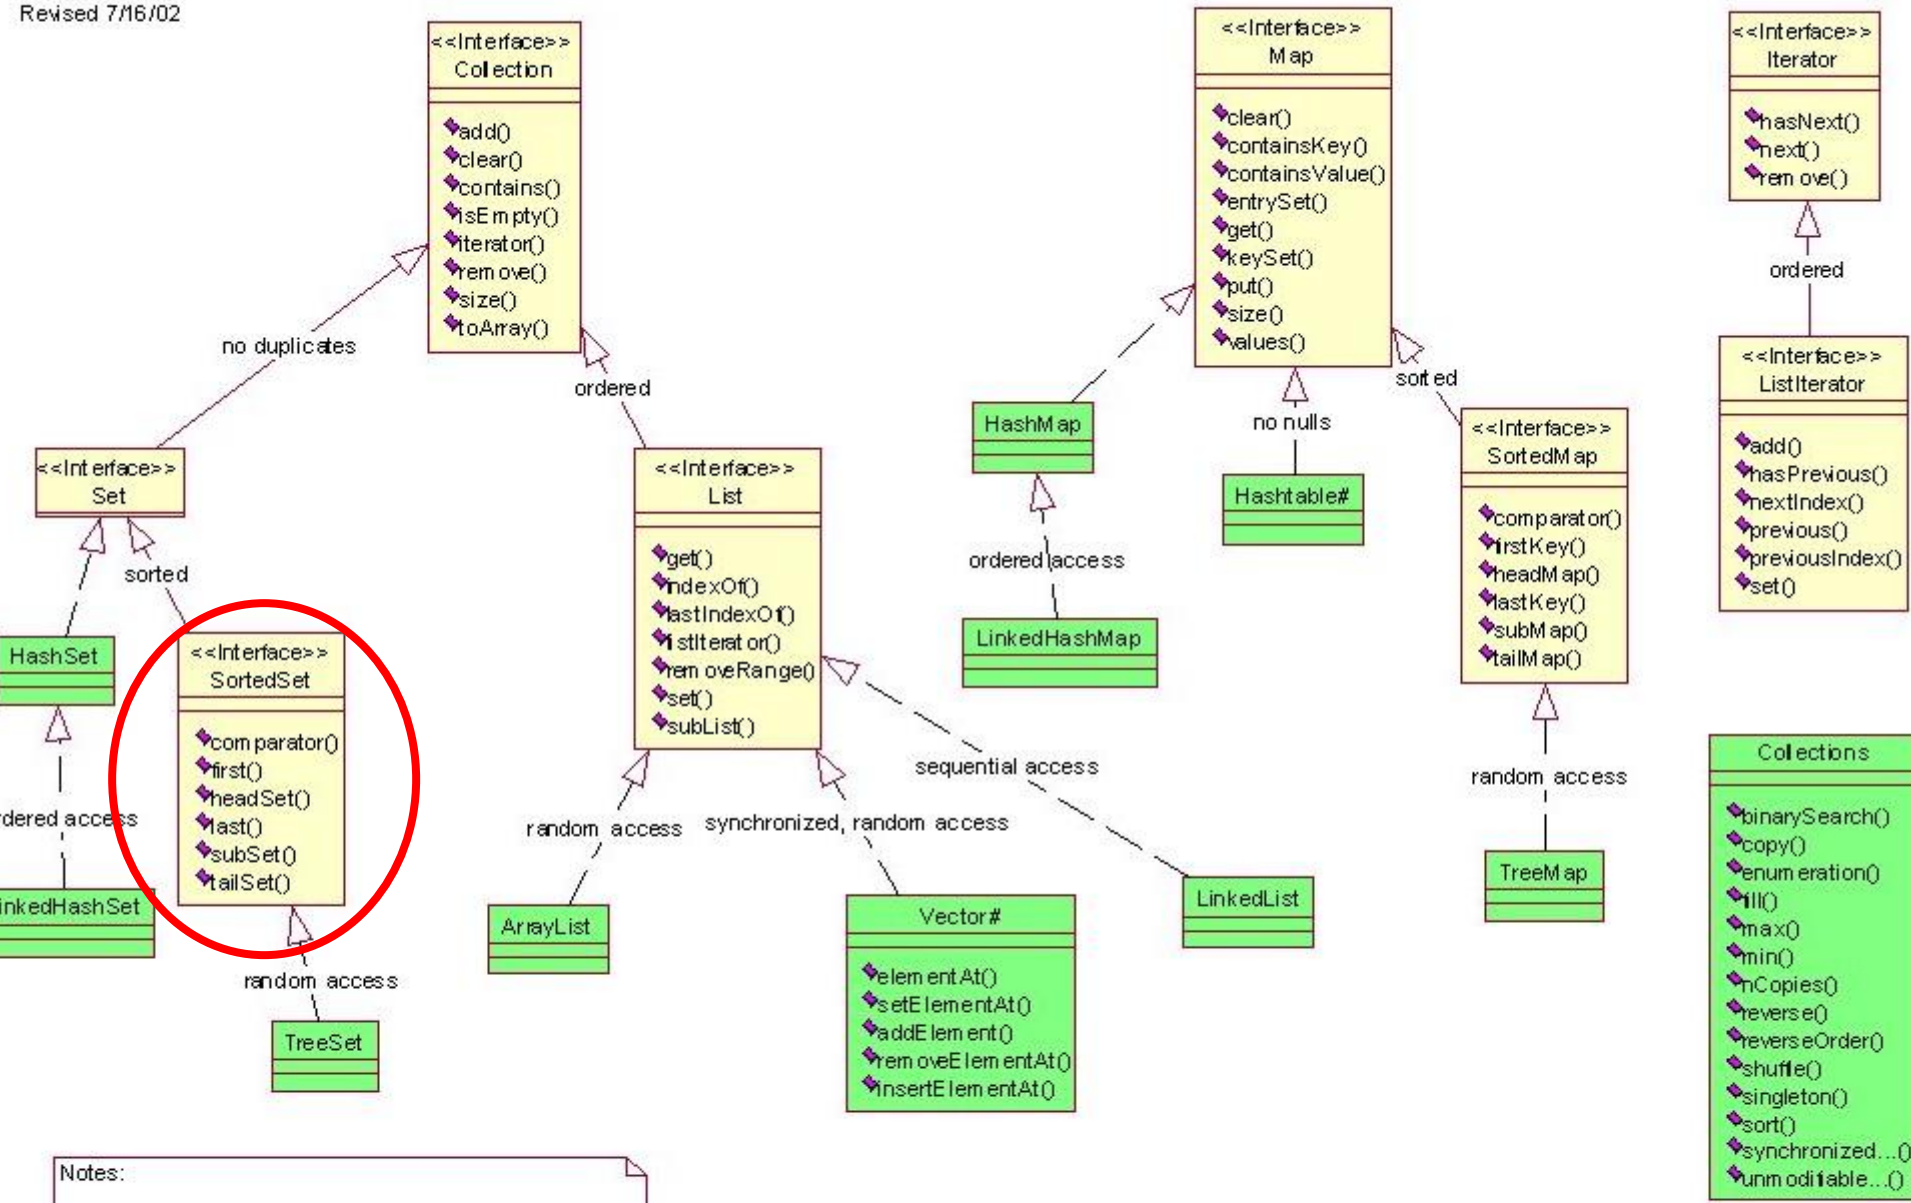 Revised 7/16/02
<<Interface>>
Collection
add()
clear()
contains()
isEmpty()
iterator()
remove()
size()
toArray()
<<Interface>>
Map
clear()
containsKey()
containsValue()
entrySet()
get()
keySet()
put()
size()
values()
<<Interface>>
Iterator
hasNext()
next()
remove()
no duplicates
ordered
sorted
no nulls
ordered
<<Interface>>
Set
<<Interface>>
List
get()
indexOf()
lastIndexOf()
listIterator()
removeRange()
set()
subList()
HashMap
Hashtable#
<<Interface>>
SortedMap
comparator()
firstKey()
headMap()
lastKey()
subMap()
tailMap()
<<Interface>>
ListIterator
add()
hasPrevious()
nextIndex()
previous()
previousIndex()
set()
sorted
ordered access
LinkedHashMap
HashSet
<<Interface>>
SortedSet
comparator()
first()
headSet()
last()
subSet()
tailSet()
rdered access
inkedHashSet
random access
TreeSet
random access
synchronized, random access
sequential access
ArrayList
Vector#
elementAt()
setElementAt()
addElement()
removeElementAt()
insertElementAt()
LinkedList
random access
TreeMap
Collections
binarySearch()
copy()
enumeration()
fill()
max()
min()
nCopies()
reverse()
reverseOrder()
shuffle()
singleton()
sort()
synchronized...()
unmodifiable...()
Notes: